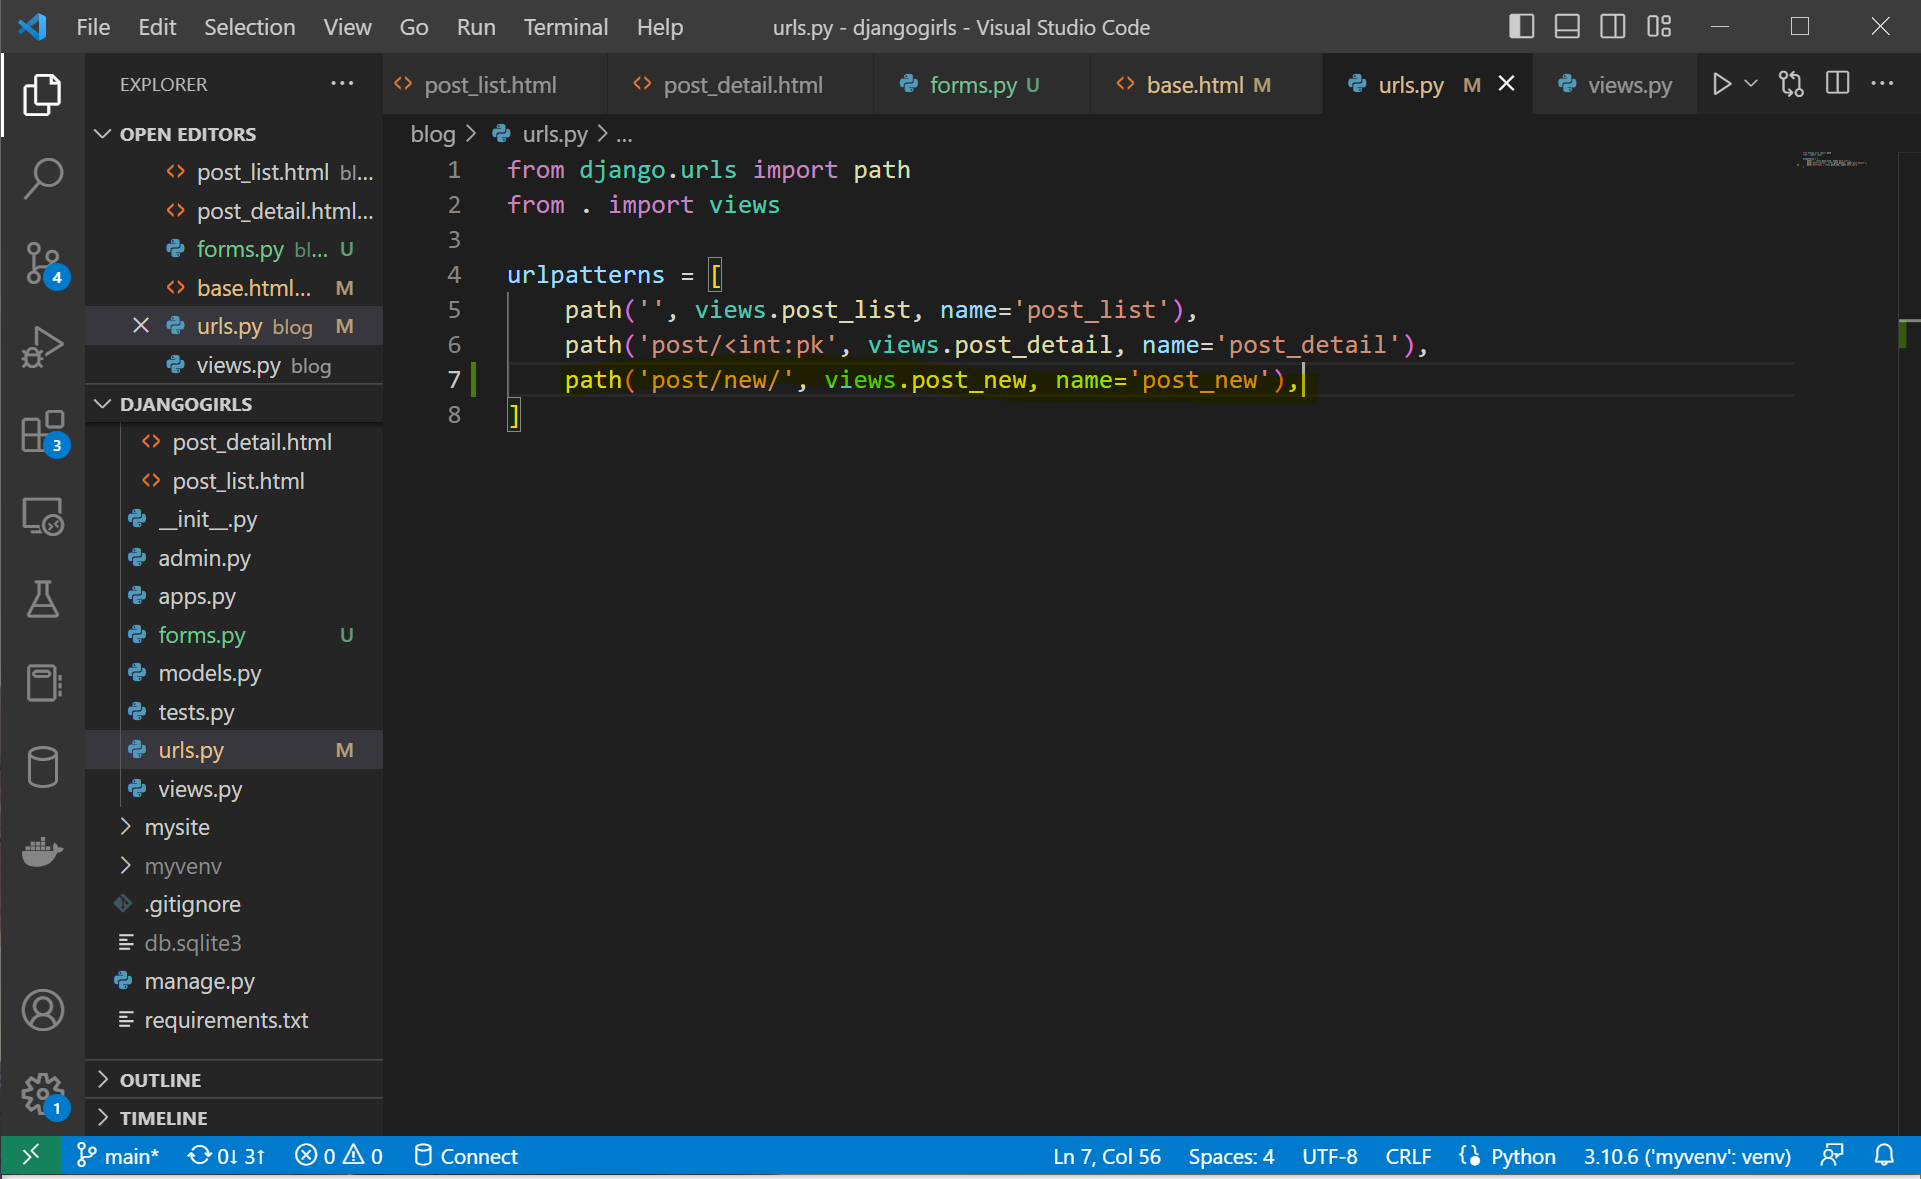 File Edit Selection View Go Run Terminal Help urls.py - djangogirls - Visual Studio Code
EXPLORER ...
post_list.html post_detail.html forms.py U base.html M urls.py M views.py ...
OPEN EDITORS
post_list.html bl...
post_detail.html...
forms.py bl... U
base.html... M
urls.py blog M
views.py blog
DJANGOGIRLS
post_detail.html
post_list.html
__init__.py
admin.py
apps.py
forms.py U
models.py
tests.py
urls.py M
views.py
mysite
myvenv
.gitignore
db.sqlite3
manage.py
requirements.txt
OUTLINE
TIMELINE
4
3
1
blog > urls.py > ...
1 from django.urls import path
2 from . import views
3
4 urlpatterns = [
5 path('', views.post_list, name='post_list'),
6 path('post/<int:pk', views.post_detail, name='post_detail'),
7 path('post/new/', views.post_new, name='post_new'),
8 ]
main* 0↓ 3↑ 0 0 Connect Ln 7, Col 56 Spaces: 4 UTF-8 CRLF Python 3.10.6 ('myvenv': venv)